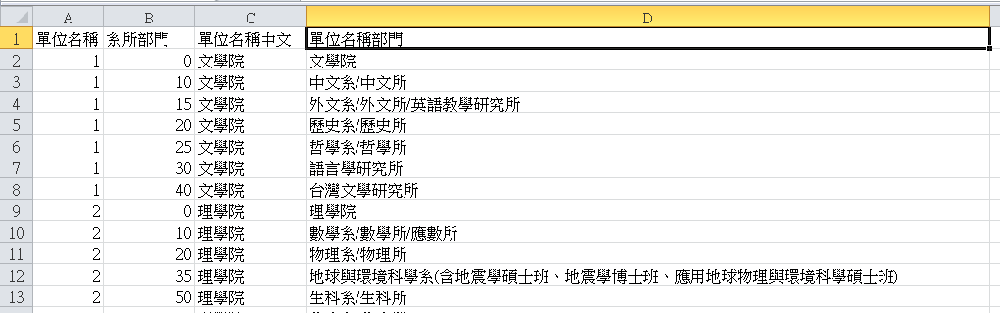 A B C D
1 單位名稱 系所部門 單位名稱中文 單位名稱部門
2 1 0 文學院 文學院
3 1 10 文學院 中文系/中文所
4 1 15 文學院 外文系/外文所/英語教學研究所
5 1 20 文學院 歷史系/歷史所
6 1 25 文學院 哲學系/哲學所
7 1 30 文學院 語言學研究所
8 1 40 文學院 台灣文學研究所
9 2 0 理學院 理學院
10 2 10 理學院 數學系/數學所/應數所
11 2 20 理學院 物理系/物理所
12 2 35 理學院 地球與環境科學系(含地震學碩士班、地震學博士班、應用地球物理與環境科學碩士班)
13 2 50 理學院 生科系/生科所